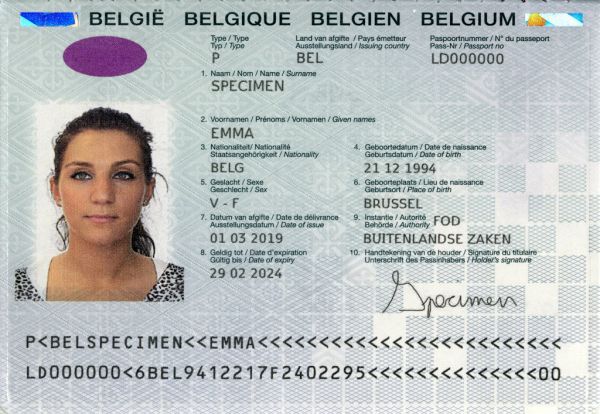 BELGIË BELGIQUE BELGIEN BELGIUM
Type / Type
Typ / Type
P
Land van afgifte / Pays émetteur
Ausstellungsland / Issuing country
BEL
Paspoortnummer / N° du passeport
Pass-Nr / Passport no
LD000000
1. Naam / Nom / Name / Surname
SPECIMEN
2. Voornamen / Prénoms / Vornamen / Given names
EMMA
3. Nationaliteit/ Nationalité
Staatsangehörigkeit / Nationality
BELG
4. Geboortedatum / Date de naissance
Geburtsdatum / Date of birth
21 12 1994
5. Geslacht / Sexe
Geschlecht / Sex
V - F
6. Geboorteplaats / Lieu de naissance
Geburtsort / Place of birth
BRUSSEL
7. Datum van afgifte / Date de délivrance
Ausstellungsdatum / Date of issue
01 03 2019
9. Instantie / Autorité
Behörde / Authority FOD
BUITENLANDSE ZAKEN
8. Geldig tot / Date d'expiration
Gültig bis / Date of expiry
29 02 2024
10. Handtekening van de houder / Signature du titulaire
Unterschrift des Passinhabers / Holder's signature
Specimen
P<BELSPECIMEN<<EMMA<<<<<<<<<<<<<<<<<<<<<<<<<
LD000000<6BEL9412217F2402295<<<<<<<<<<<<<<00